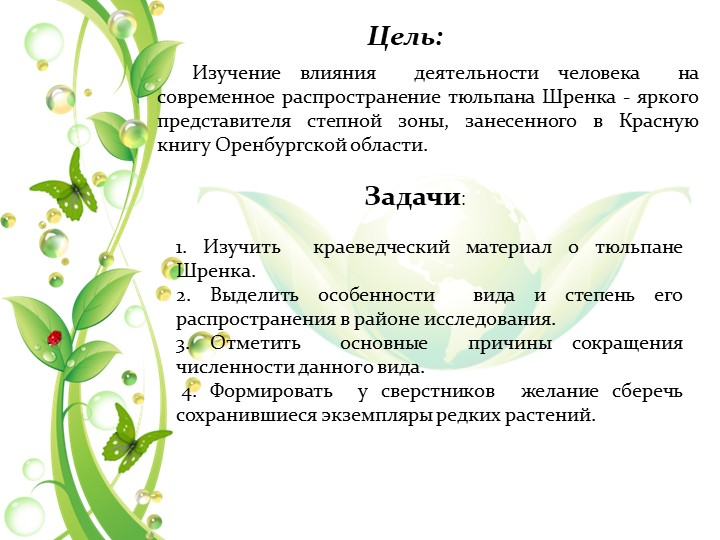 Цель:
Изучение влияния деятельности человека на
современное распространение тюльпана Шренка - яркого
представителя степной зоны, занесенного в Красную
книгу Оренбургской области.
Задачи:
1. Изучить краеведческий материал о тюльпане
Шренка.
2. Выделить особенности вида и степень его
распространения в районе исследования.
3. Отметить основные причины сокращения
численности данного вида.
4. Формировать у сверстников желание сберечь
сохранившиеся экземпляры редких растений.